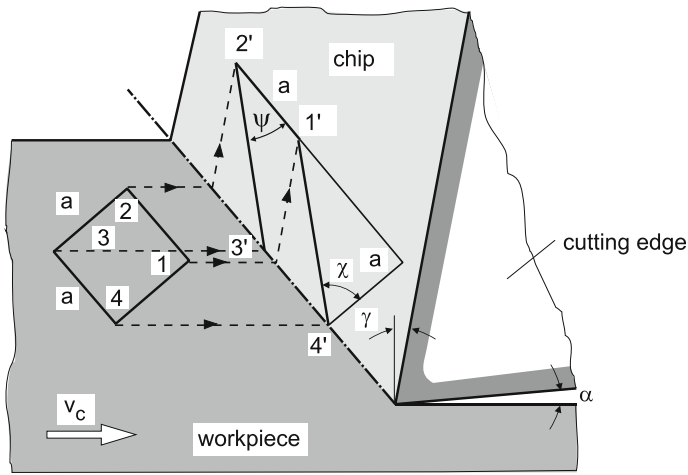 2'
chip
a
ψ
1'
a
2
3
3'
1
a
χ
cutting edge
a
4
γ
4'
α
v_c
workpiece